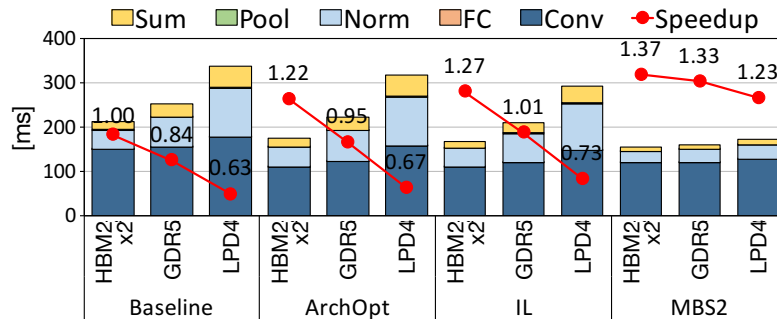 Sum Pool Norm FC Conv Speedup
[ms]
400
300
200
100
0
1.00 0.84 0.63
1.22 0.95 0.67
1.27 1.01 0.73
1.37 1.33 1.23
HBM2 x2 GDR5 LPD4
HBM2 x2 GDR5 LPD4
HBM2 x2 GDR5 LPD4
HBM2 x2 GDR5 LPD4
Baseline ArchOpt IL MBS2